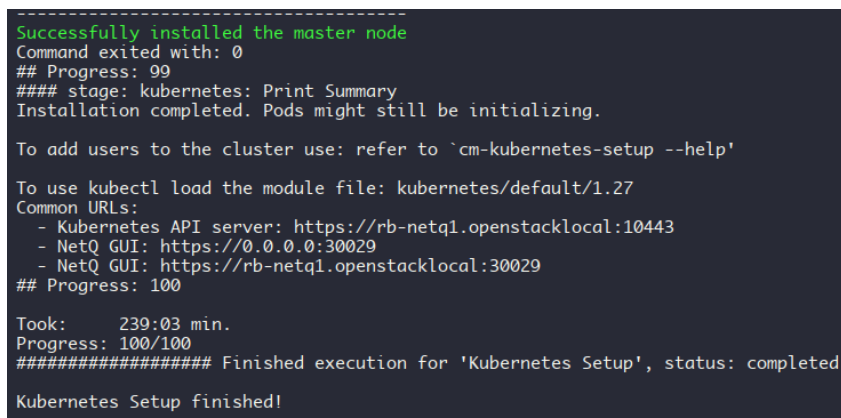 --------------------------------------
Successfully installed the master node
Command exited with: 0
## Progress: 99
#### stage: kubernetes: Print Summary
Installation completed. Pods might still be initializing.

To add users to the cluster use: refer to `cm-kubernetes-setup --help'

To use kubectl load the module file: kubernetes/default/1.27
Common URLs:
  - Kubernetes API server: https://rb-netq1.openstacklocal:10443
  - NetQ GUI: https://0.0.0.0:30029
  - NetQ GUI: https://rb-netq1.openstacklocal:30029
## Progress: 100

Took:     239:03 min.
Progress: 100/100
################### Finished execution for 'Kubernetes Setup', status: completed

Kubernetes Setup finished!